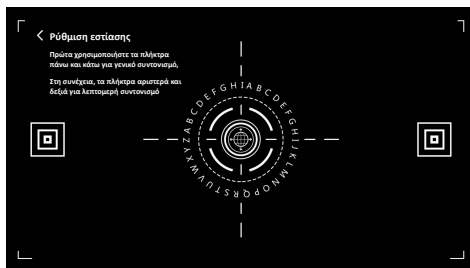 Ρύθμιση εστίασης
Πρώτα χρησιμοποιήστε τα πλήκτρα
πάνω και κάτω για γενικό συντονισμό,
Στη συνέχεια, τα πλήκτρα αριστερά και
δεξιά για λεπτομερή συντονισμό
ABCDEFGHIABCDEFGHIJKLMNOPQRSTUVWXYZ